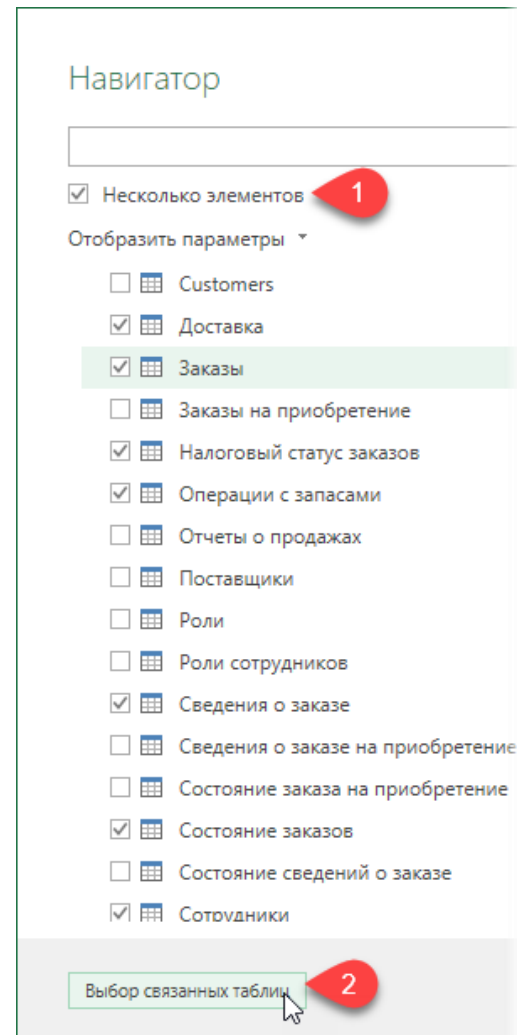 Навигатор
Несколько элементов 1
Отобразить параметры
Customers
Доставка
Заказы
Заказы на приобретение
Налоговый статус заказов
Операции с запасами
Отчеты о продажах
Поставщики
Роли
Роли сотрудников
Сведения о заказе
Сведения о заказе на приобретение
Состояние заказа на приобретение
Состояние заказов
Состояние сведений о заказе
Сотрудники
Выбор связанных таблиц 2